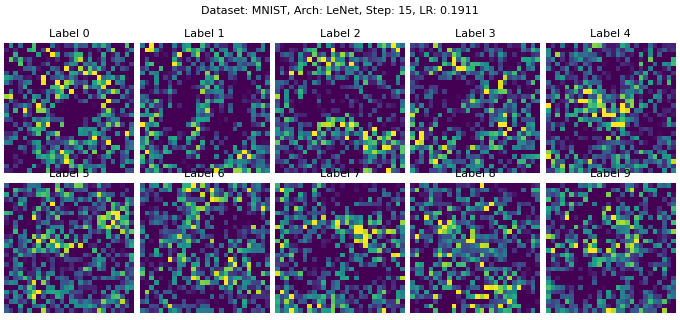 Dataset: MNIST, Arch: LeNet, Step: 15, LR: 0.1911
Label 0 Label 1 Label 2 Label 3 Label 4
Label 5 Label 6 Label 7 Label 8 Label 9